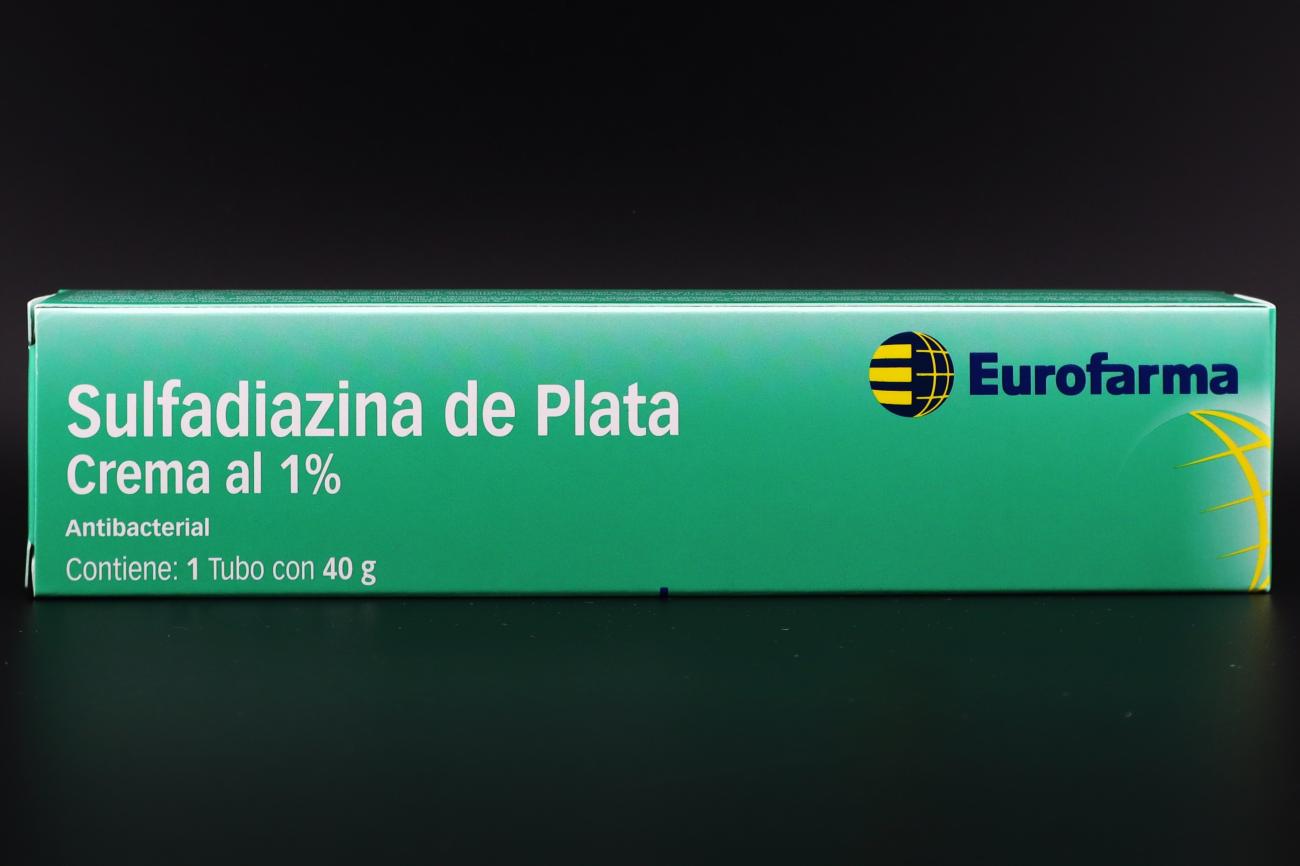 Eurofarma
Sulfadiazina de Plata
Crema al 1%
Antibacterial
Contiene: 1 Tubo con 40 g